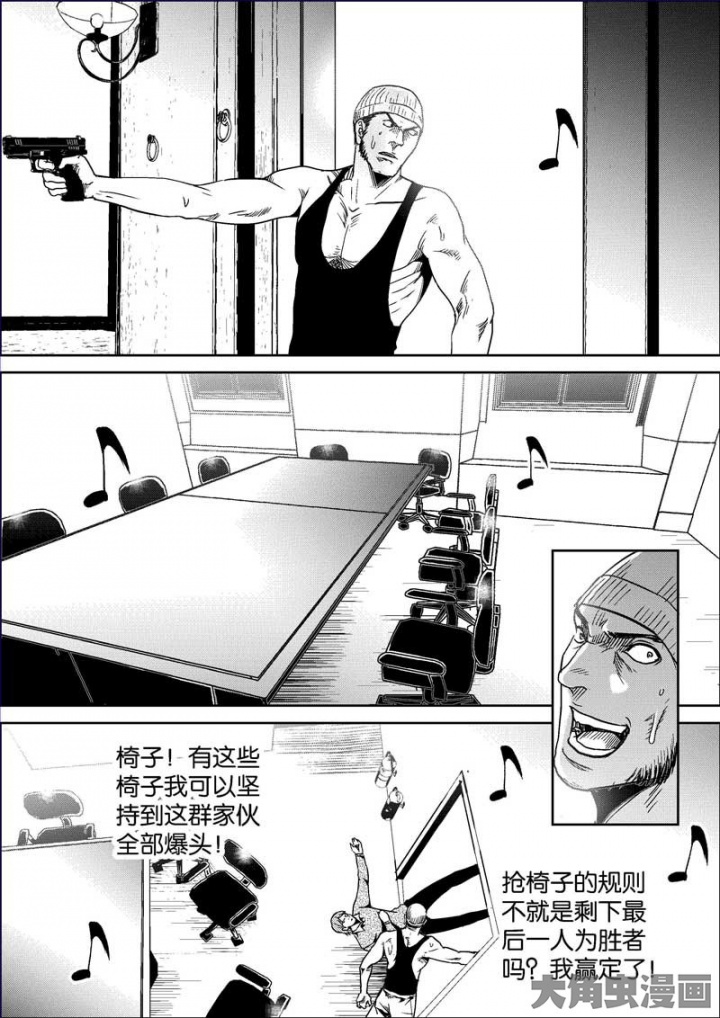 椅子！有这些
椅子我可以坚
持到这群家伙
全部爆头！
抢椅子的规则
不就是剩下最
后一人为胜者
吗？我赢定了！
大角虫漫画